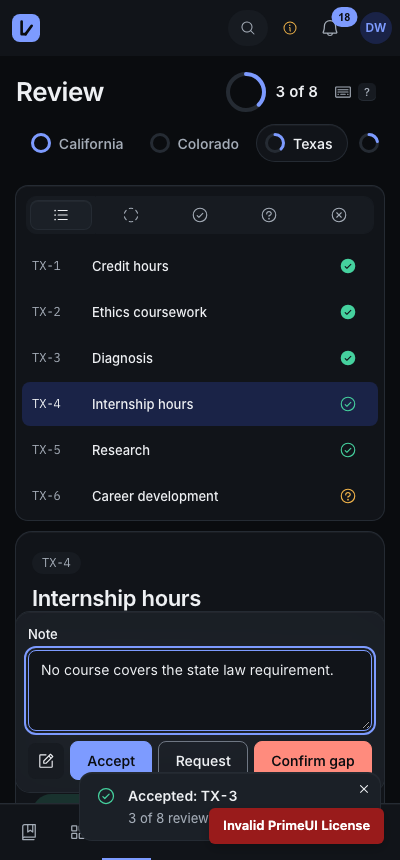 18
DW
Review
3 of 8
?
California
Colorado
Texas
TX-1 Credit hours
TX-2 Ethics coursework
TX-3 Diagnosis
TX-4 Internship hours
TX-5 Research
TX-6 Career development
TX-4
Internship hours
Note
No course covers the state law requirement.
Accept
Request
Confirm gap
Accepted: TX-3
3 of 8 review
Invalid PrimeUI License